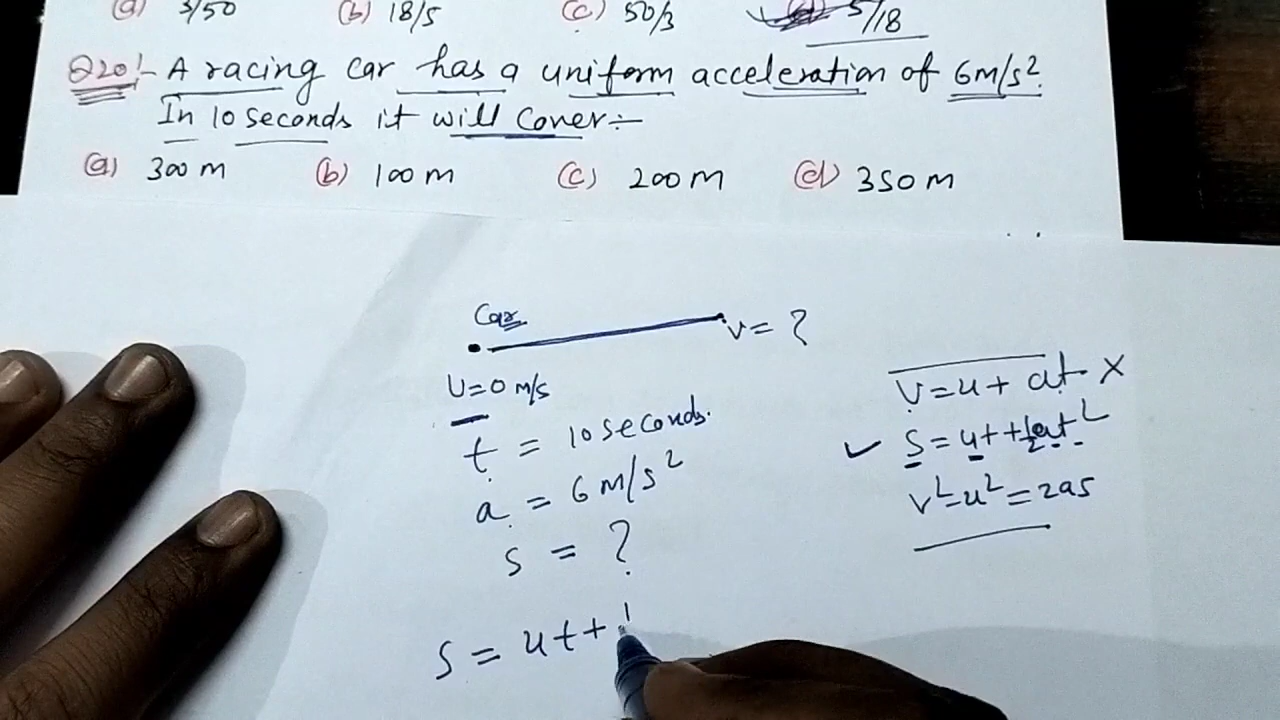 (a) 3/50 (b) 18/5 (c) 50/3 (d) 5/18
Q20:- A racing car has a uniform acceleration of 6m/s².
In 10 seconds it will cover:-
(a) 300 m (b) 100 m (c) 200 m (d) 350 m
Car
v = ?
u=0 m/s
t = 10 seconds.
a = 6 m/s²
s = ?
s = ut + 1
v=u+ at ×
✓ s = ut + ½at²
v²-u² = 2as